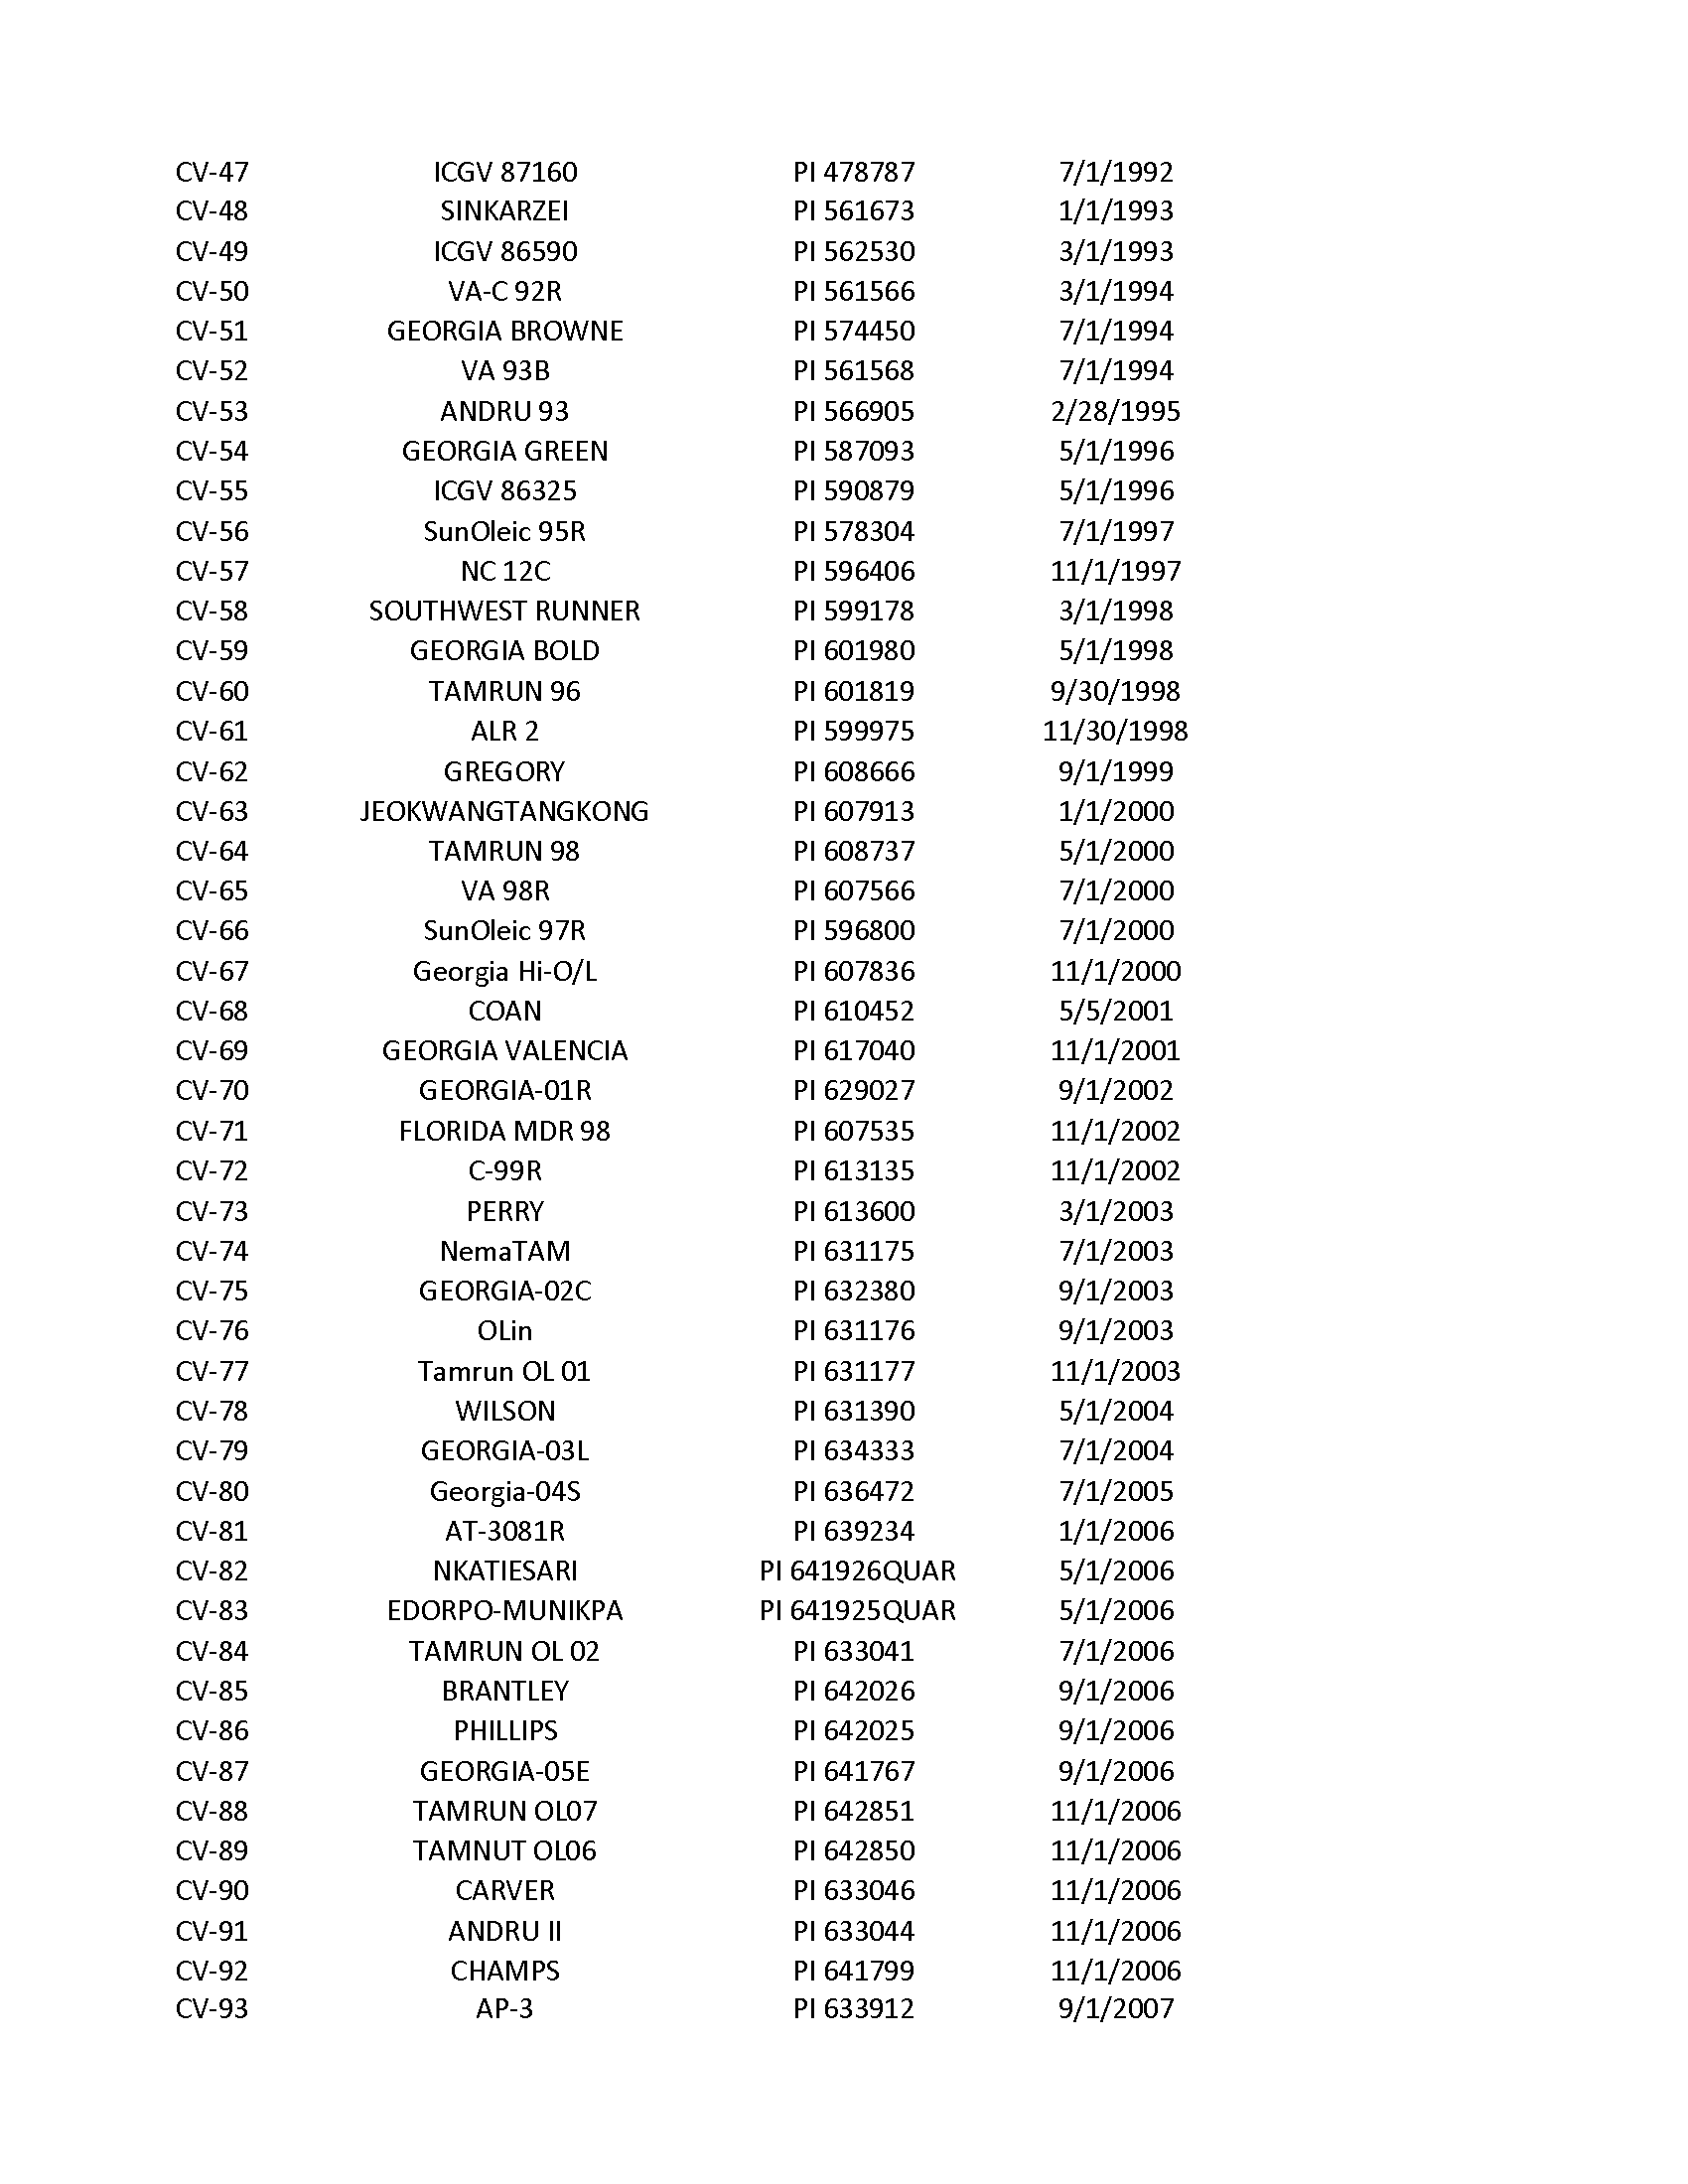 CV-47 ICGV 87160 PI 478787 7/1/1992
CV-48 SINKARZEI PI 561673 1/1/1993
CV-49 ICGV 86590 PI 562530 3/1/1993
CV-50 VA-C 92R PI 561566 3/1/1994
CV-51 GEORGIA BROWNE PI 574450 7/1/1994
CV-52 VA 93B PI 561568 7/1/1994
CV-53 ANDRU 93 PI 566905 2/28/1995
CV-54 GEORGIA GREEN PI 587093 5/1/1996
CV-55 ICGV 86325 PI 590879 5/1/1996
CV-56 SunOleic 95R PI 578304 7/1/1997
CV-57 NC 12C PI 596406 11/1/1997
CV-58 SOUTHWEST RUNNER PI 599178 3/1/1998
CV-59 GEORGIA BOLD PI 601980 5/1/1998
CV-60 TAMRUN 96 PI 601819 9/30/1998
CV-61 ALR 2 PI 599975 11/30/1998
CV-62 GREGORY PI 608666 9/1/1999
CV-63 JEOKWANGTANGKONG PI 607913 1/1/2000
CV-64 TAMRUN 98 PI 608737 5/1/2000
CV-65 VA 98R PI 607566 7/1/2000
CV-66 SunOleic 97R PI 596800 7/1/2000
CV-67 Georgia Hi-O/L PI 607836 11/1/2000
CV-68 COAN PI 610452 5/5/2001
CV-69 GEORGIA VALENCIA PI 617040 11/1/2001
CV-70 GEORGIA-01R PI 629027 9/1/2002
CV-71 FLORIDA MDR 98 PI 607535 11/1/2002
CV-72 C-99R PI 613135 11/1/2002
CV-73 PERRY PI 613600 3/1/2003
CV-74 NemaTAM PI 631175 7/1/2003
CV-75 GEORGIA-02C PI 632380 9/1/2003
CV-76 OLin PI 631176 9/1/2003
CV-77 Tamrun OL 01 PI 631177 11/1/2003
CV-78 WILSON PI 631390 5/1/2004
CV-79 GEORGIA-03L PI 634333 7/1/2004
CV-80 Georgia-04S PI 636472 7/1/2005
CV-81 AT-3081R PI 639234 1/1/2006
CV-82 NKATIESARI PI 641926QUAR 5/1/2006
CV-83 EDORPO-MUNIKPA PI 641925QUAR 5/1/2006
CV-84 TAMRUN OL 02 PI 633041 7/1/2006
CV-85 BRANTLEY PI 642026 9/1/2006
CV-86 PHILLIPS PI 642025 9/1/2006
CV-87 GEORGIA-05E PI 641767 9/1/2006
CV-88 TAMRUN OL07 PI 642851 11/1/2006
CV-89 TAMNUT OL06 PI 642850 11/1/2006
CV-90 CARVER PI 633046 11/1/2006
CV-91 ANDRU II PI 633044 11/1/2006
CV-92 CHAMPS PI 641799 11/1/2006
CV-93 AP-3 PI 633912 9/1/2007